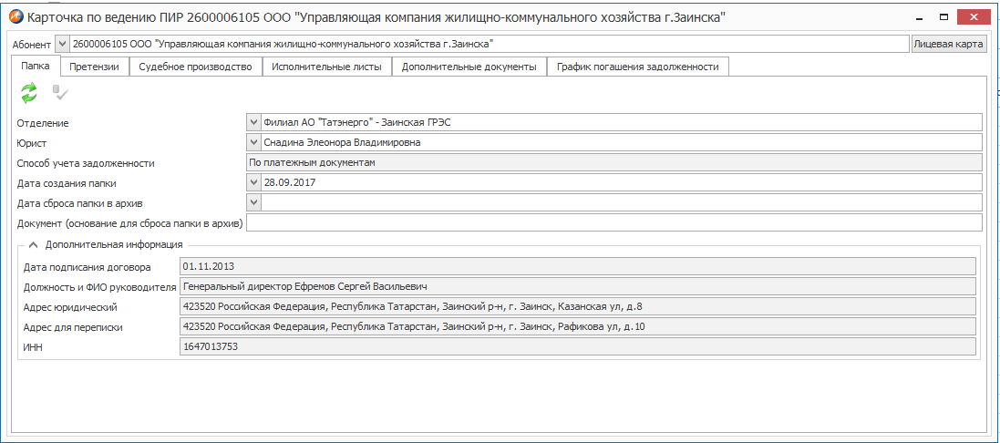 Карточка по ведению ПИР 2600006105 ООО "Управляющая компания жилищно-коммунального хозяйства г.Заинска"
Абонент 2600006105 ООО "Управляющая компания жилищно-коммунального хозяйства г.Заинска" Лицевая карта
Папка Претензии Судебное производство Исполнительные листы Дополнительные документы График погашения задолженности
Отделение Филиал АО "Татэнерго" - Заинская ГРЭС
Юрист Снадина Элеонора Владимировна
Способ учета задолженности По платежным документам
Дата создания папки 28.09.2017
Дата сброса папки в архив
Документ (основание для сброса папки в архив)
Дополнительная информация
Дата подписания договора 01.11.2013
Должность и ФИО руководителя Генеральный директор Ефремов Сергей Васильевич
Адрес юридический 423520 Российская Федерация, Республика Татарстан, Заинский р-н, г. Заинск, Казанская ул, д.8
Адрес для переписки 423520 Российская Федерация, Республика Татарстан, Заинский р-н, г. Заинск, Рафикова ул, д.10
ИНН 1647013753